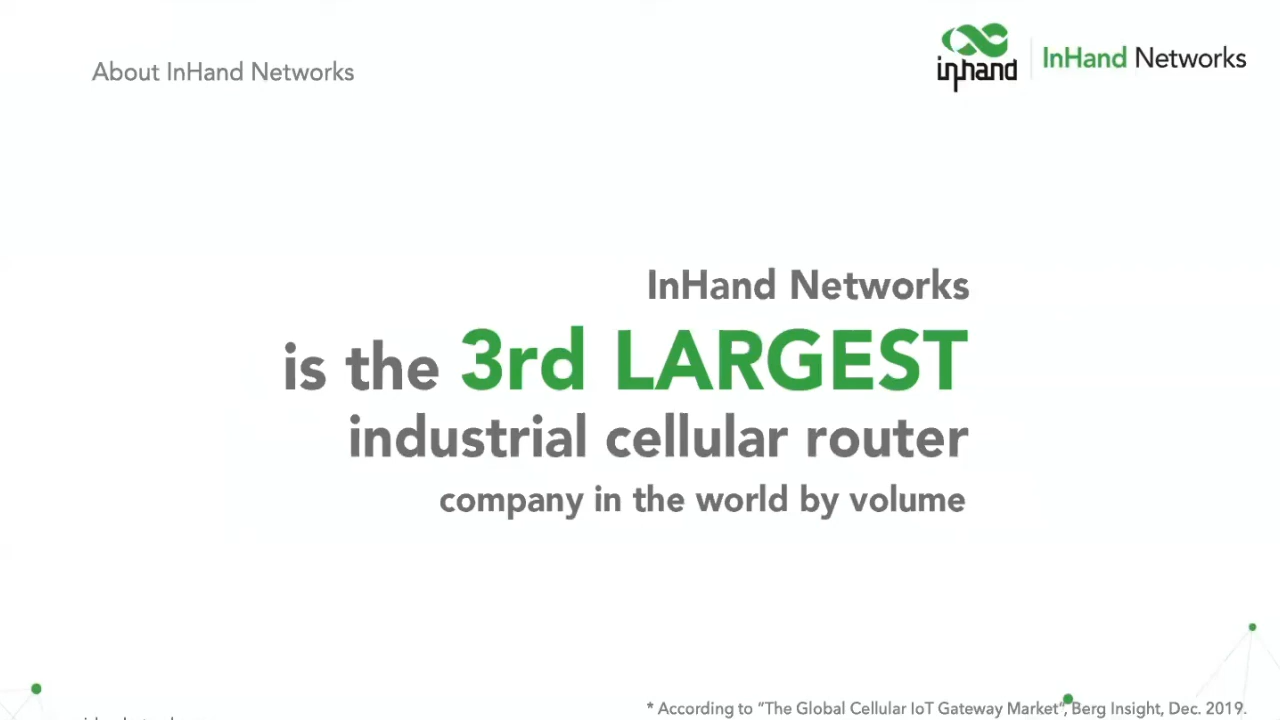 About InHand Networks
inhand
InHand Networks
InHand Networks
is the 3rd LARGEST
industrial cellular router
company in the world by volume
* According to “The Global Cellular IoT Gateway Market”, Berg Insight, Dec. 2019.